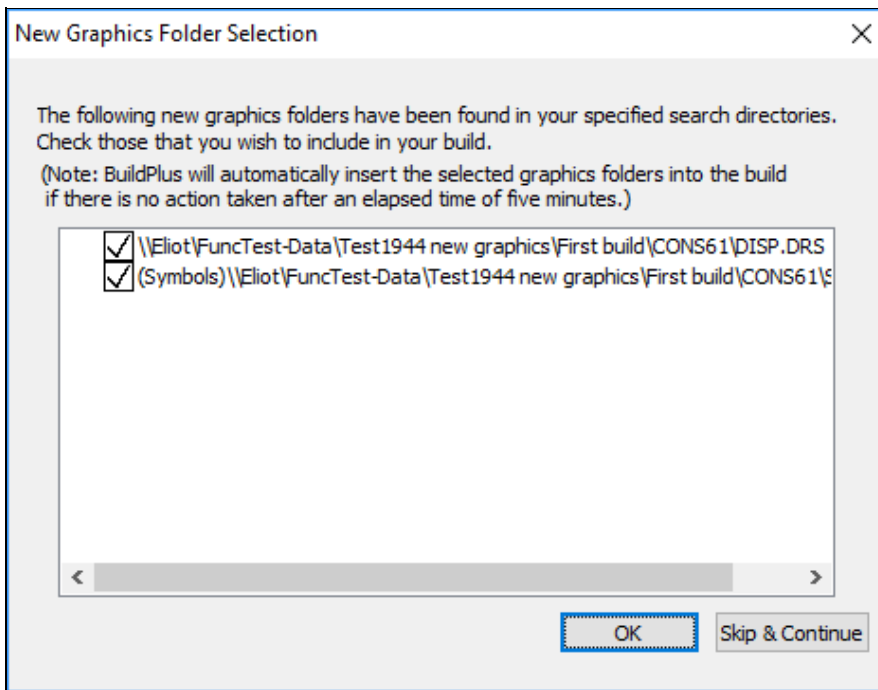 New Graphics Folder Selection
The following new graphics folders have been found in your specified search directories.
Check those that you wish to include in your build.
(Note: BuildPlus will automatically insert the selected graphics folders into the build
if there is no action taken after an elapsed time of five minutes.)
\\Eliot\FuncTest-Data\Test1944 new graphics\First build\CONS61\DISP.DRS
(Symbols)\\Eliot\FuncTest-Data\Test1944 new graphics\First build\CONS61\
OK Skip & Continue